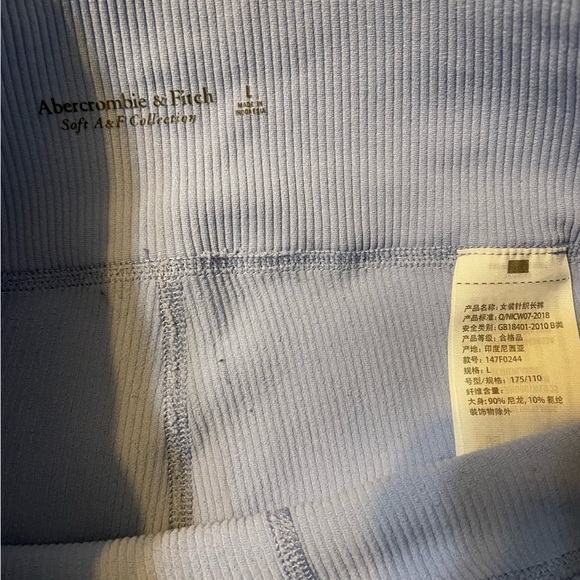 Abercrombie & Fitch
Soft A&F Collection
L
MADE IN
INDONESIA
产品名称: 女装针织长裤
产品标准: Q/NICW07-2018
安全类别: GB18401-2010 B类
产品等级: 合格品
产地: 印度尼西亚
款号: 147F0244
规格: L
号型/规格: 175/110
纤维含量:
大身: 90% 尼龙, 10% 氨纶
装饰物除外